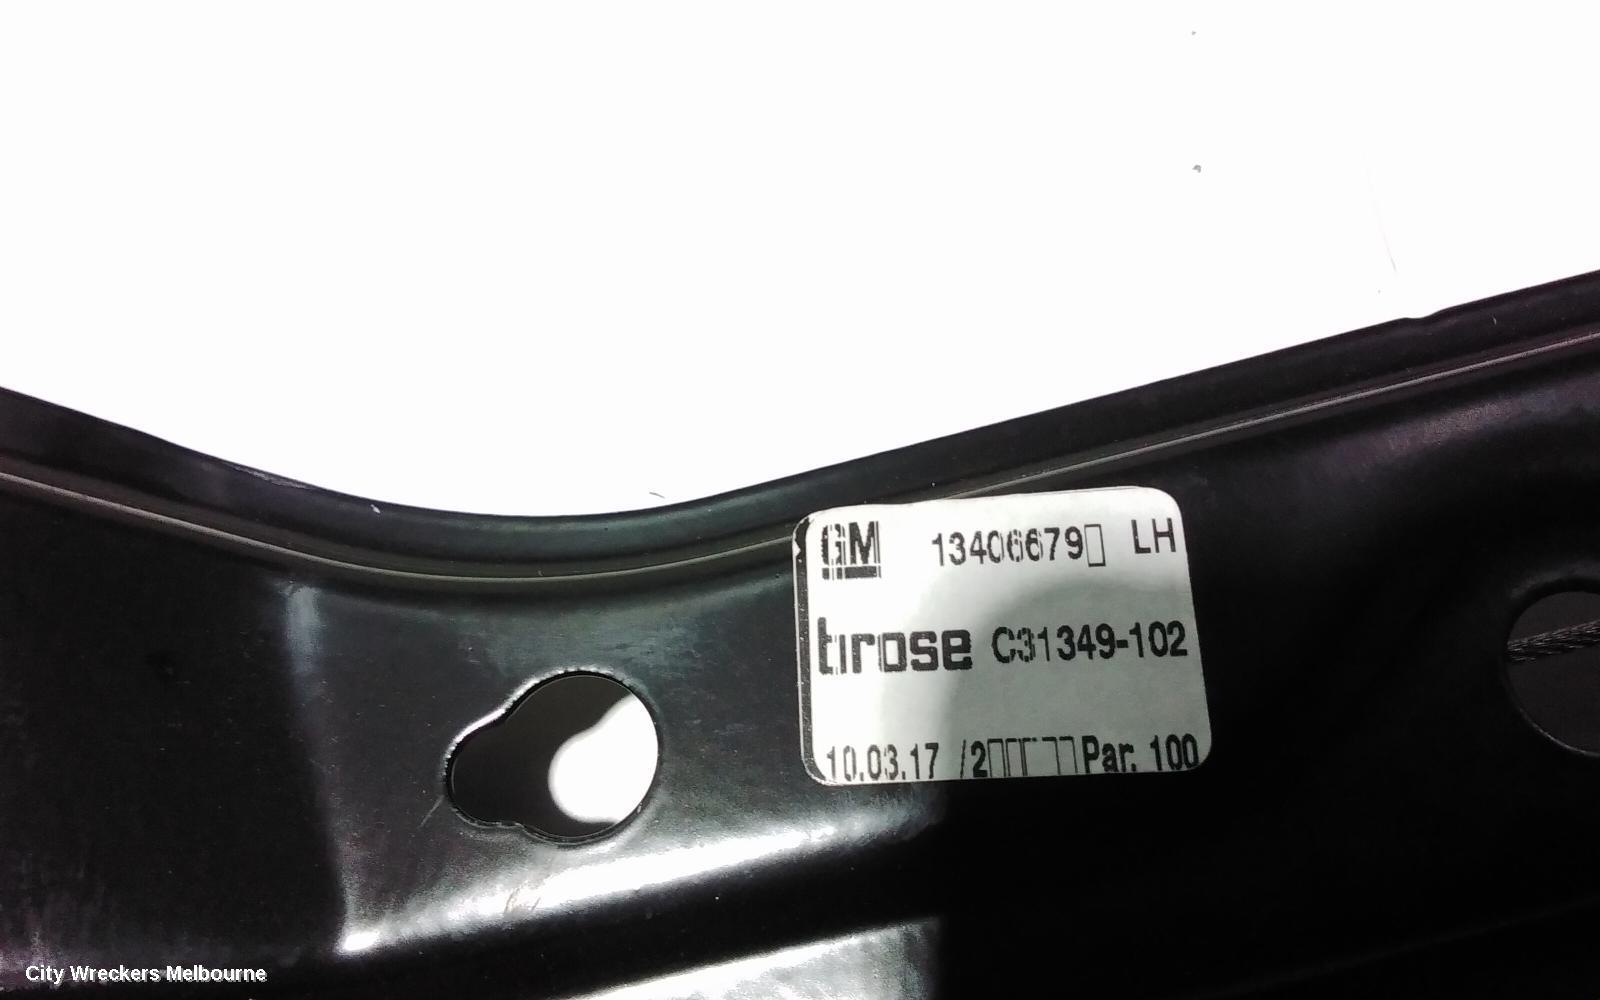 GM 13406679 LH
tirose C31349-102
10.03.17 /2 Par. 100
City Wreckers Melbourne